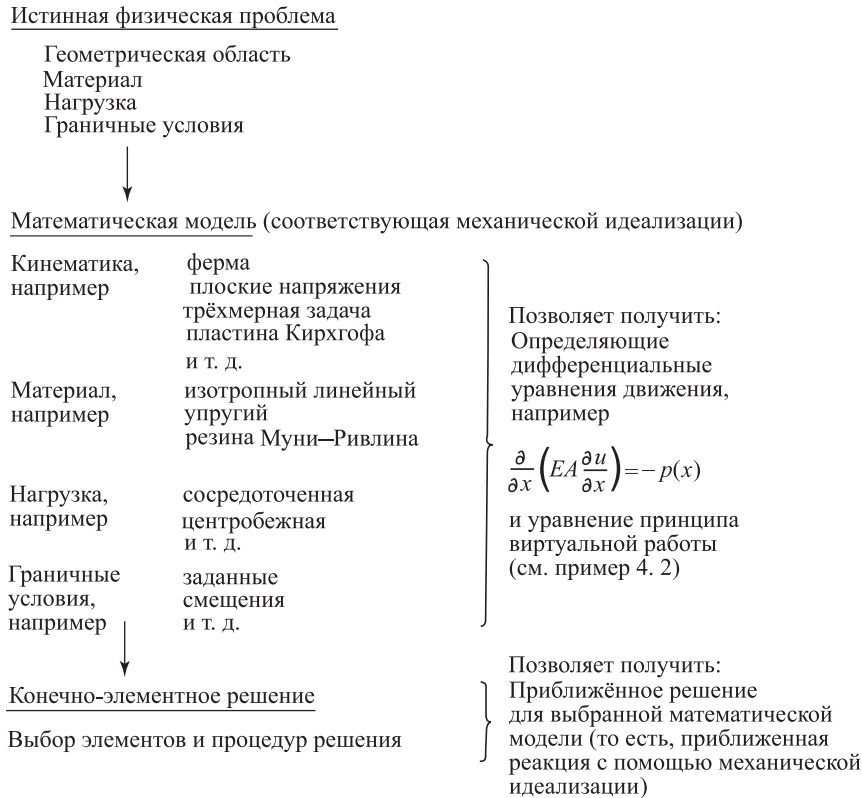 Истинная физическая проблема
Геометрическая область
Материал
Нагрузка
Граничные условия
Математическая модель (соответствующая механической идеализации)
Кинематика,
например
ферма
плоские напряжения
трёхмерная задача
пластина Кирхгофа
и т. д.
Материал,
например
изотропный линейный
упругий
резина Муни–Ривлина
Нагрузка,
например
сосредоточенная
центробежная
и т. д.
Граничные
условия,
например
заданные
смещения
и т. д.
Позволяет получить:
Определяющие
дифференциальные
уравнения движения,
например
∂/∂x (EA ∂u/∂x) = − p(x)
и уравнение принципа
виртуальной работы
(см. пример 4. 2)
Конечно-элементное решение
Выбор элементов и процедур решения
Позволяет получить:
Приближённое решение
для выбранной математической
модели (то есть, приближенная
реакция с помощью механической
идеализации)